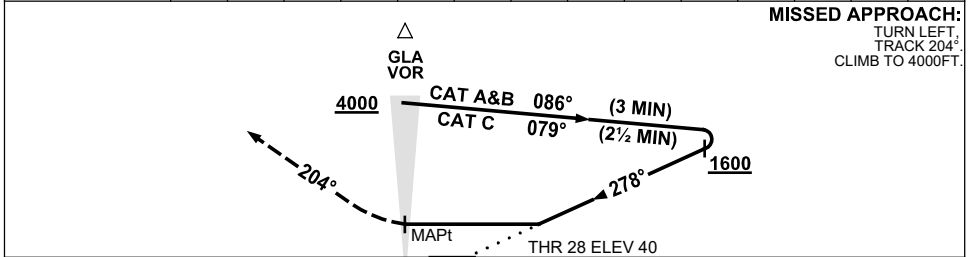 MISSED APPROACH:
TURN LEFT,
TRACK 204°.
CLIMB TO 4000FT.
GLA
VOR
4000
CAT A&B 086° (3 MIN)
CAT C 079° (2½ MIN)
1600
204°
278°
MAPt
THR 28 ELEV 40